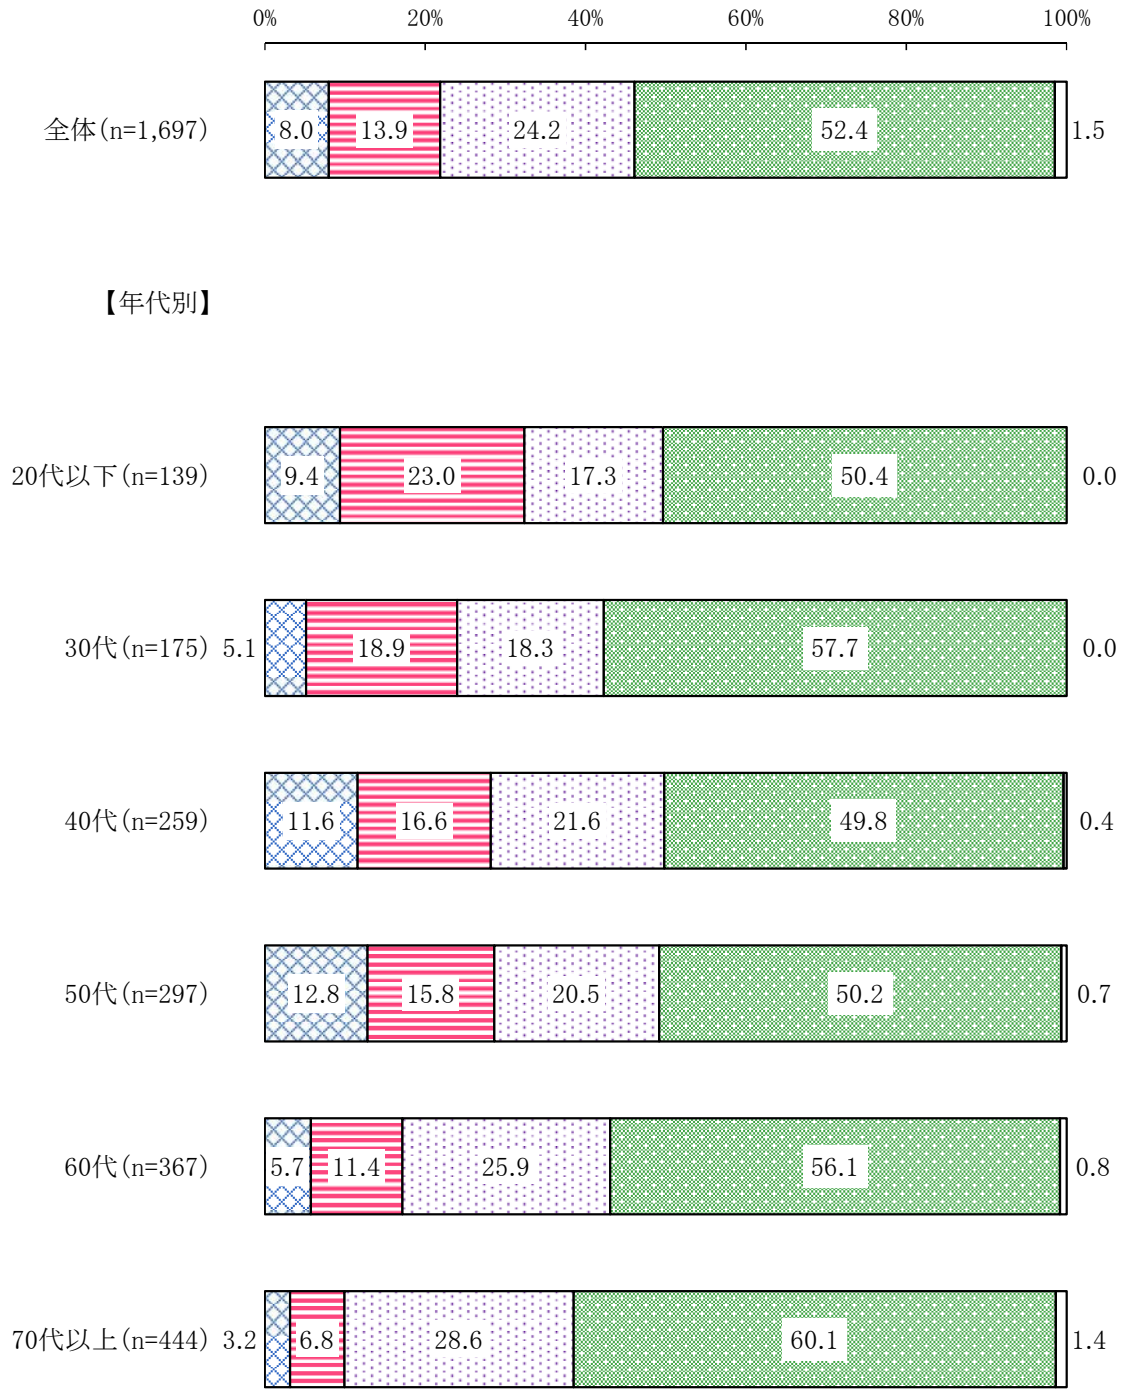 0% 20% 40% 60% 80% 100%
全体(n=1,697) 8.0 13.9 24.2 52.4 1.5
【年代別】
20代以下(n=139) 9.4 23.0 17.3 50.4 0.0
30代(n=175) 5.1 18.9 18.3 57.7 0.0
40代(n=259) 11.6 16.6 21.6 49.8 0.4
50代(n=297) 12.8 15.8 20.5 50.2 0.7
60代(n=367) 5.7 11.4 25.9 56.1 0.8
70代以上(n=444) 3.2 6.8 28.6 60.1 1.4